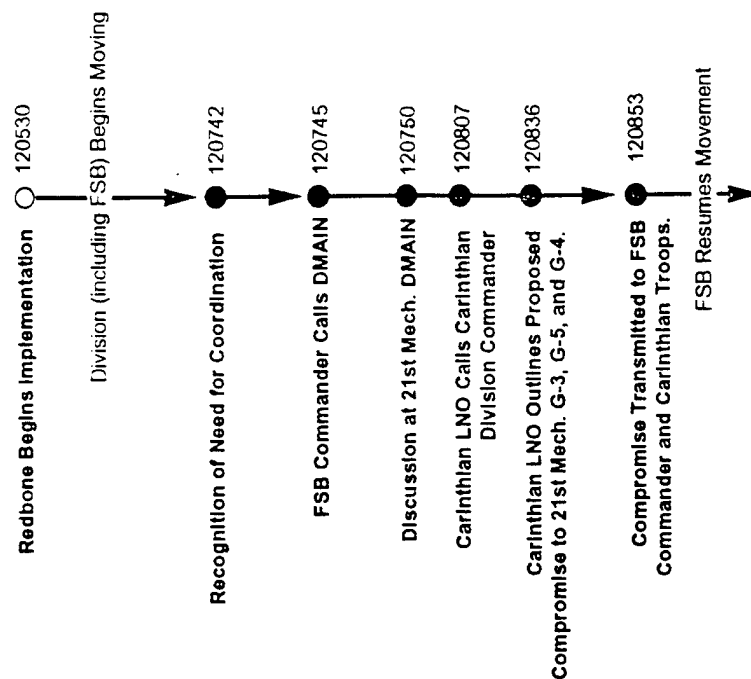 Redbone Begins Implementation
120530
Division (including FSB) Begins Moving
Recognition of Need for Coordination
120742
FSB Commander Calls DMAIN
120745
Discussion at 21st Mech. DMAIN
120750
Carinthian LNO Calls Carinthian
Division Commander
120807
Carinthian LNO Outlines Proposed
Compromise to 21st Mech. G-3, G-5, and G-4.
120836
Compromise Transmitted to FSB
Commander and Carinthian Troops.
120853
FSB Resumes Movement